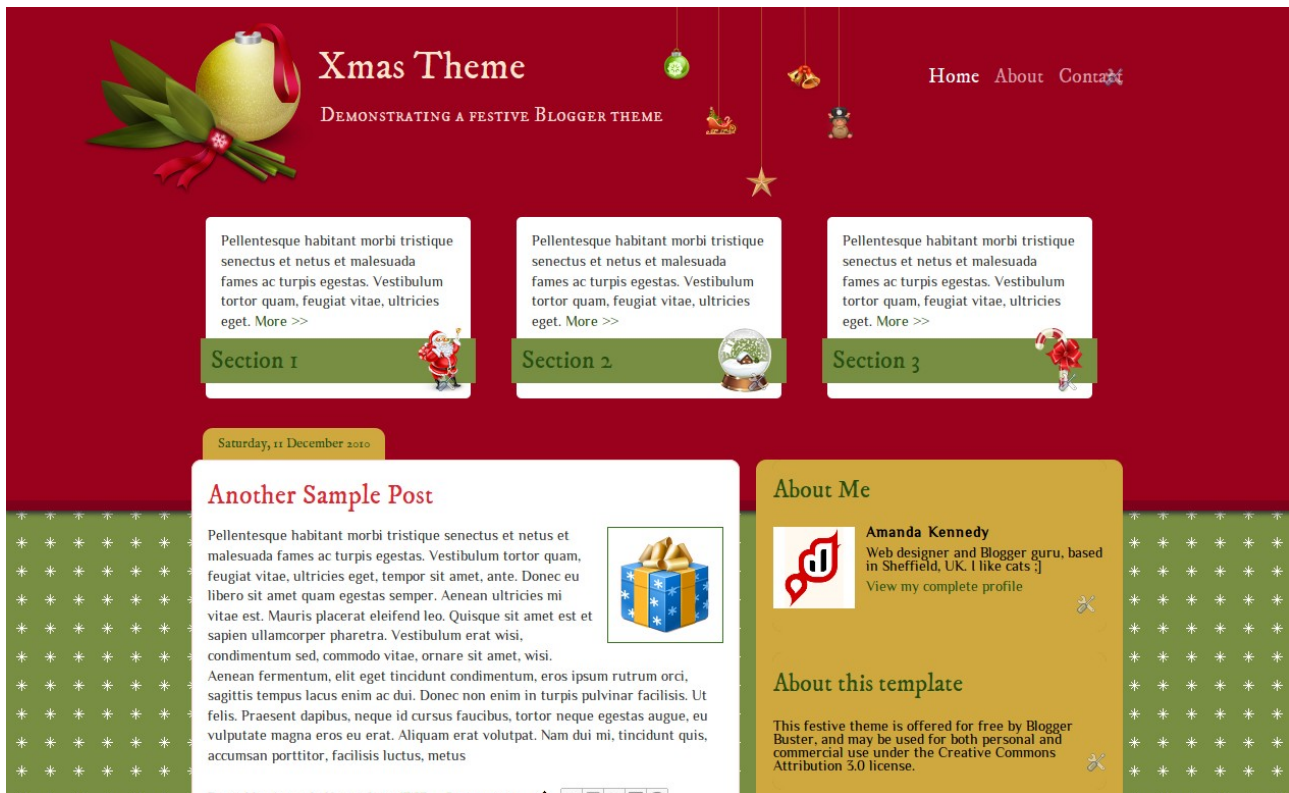 Xmas Theme
Demonstrating a festive Blogger theme
Home About Contact
Pellentesque habitant morbi tristique
senectus et netus et malesuada
fames ac turpis egestas. Vestibulum
tortor quam, feugiat vitae, ultricies
eget. More >>
Section 1
Pellentesque habitant morbi tristique
senectus et netus et malesuada
fames ac turpis egestas. Vestibulum
tortor quam, feugiat vitae, ultricies
eget. More >>
Section 2
Pellentesque habitant morbi tristique
senectus et netus et malesuada
fames ac turpis egestas. Vestibulum
tortor quam, feugiat vitae, ultricies
eget. More >>
Section 3
Saturday, 11 December 2010
Another Sample Post
Pellentesque habitant morbi tristique senectus et netus et
malesuada fames ac turpis egestas. Vestibulum tortor quam,
feugiat vitae, ultricies eget, tempor sit amet, ante. Donec eu
libero sit amet quam egestas semper. Aenean ultricies mi
vitae est. Mauris placerat eleifend leo. Quisque sit amet est et
sapien ullamcorper pharetra. Vestibulum erat wisi,
condimentum sed, commodo vitae, ornare sit amet, wisi.
Aenean fermentum, elit eget tincidunt condimentum, eros ipsum rutrum orci,
sagittis tempus lacus enim ac dui. Donec non enim in turpis pulvinar facilisis. Ut
felis. Praesent dapibus, neque id cursus faucibus, tortor neque egestas augue, eu
vulputate magna eros eu erat. Aliquam erat volutpat. Nam dui mi, tincidunt quis,
accumsan porttitor, facilisis luctus, metus
About Me
Amanda Kennedy
Web designer and Blogger guru, based
in Sheffield, UK. I like cats ;]
View my complete profile
About this template
This festive theme is offered for free by Blogger
Buster, and may be used for both personal and
commercial use under the Creative Commons
Attribution 3.0 license.